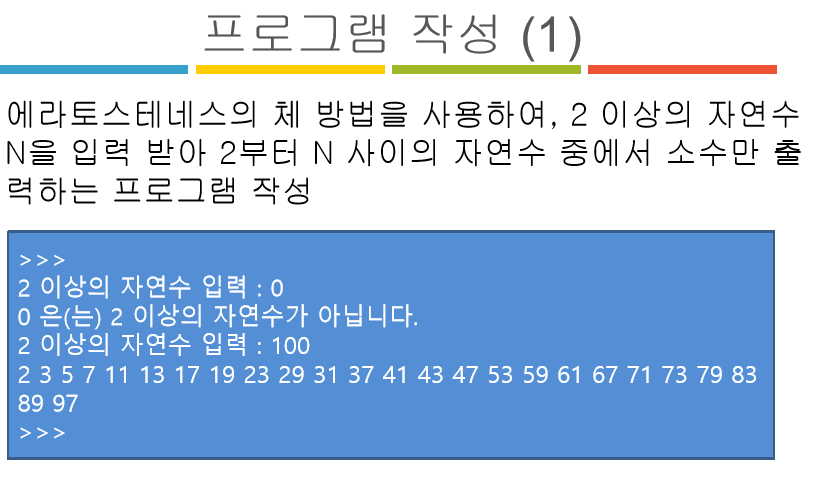 프로그램 작성 (1)
에라토스테네스의 체 방법을 사용하여, 2 이상의 자연수
N을 입력 받아 2부터 N 사이의 자연수 중에서 소수만 출
력하는 프로그램 작성
>>>
2 이상의 자연수 입력 : 0
0 은(는) 2 이상의 자연수가 아닙니다.
2 이상의 자연수 입력 : 100
2 3 5 7 11 13 17 19 23 29 31 37 41 43 47 53 59 61 67 71 73 79 83
89 97
>>>